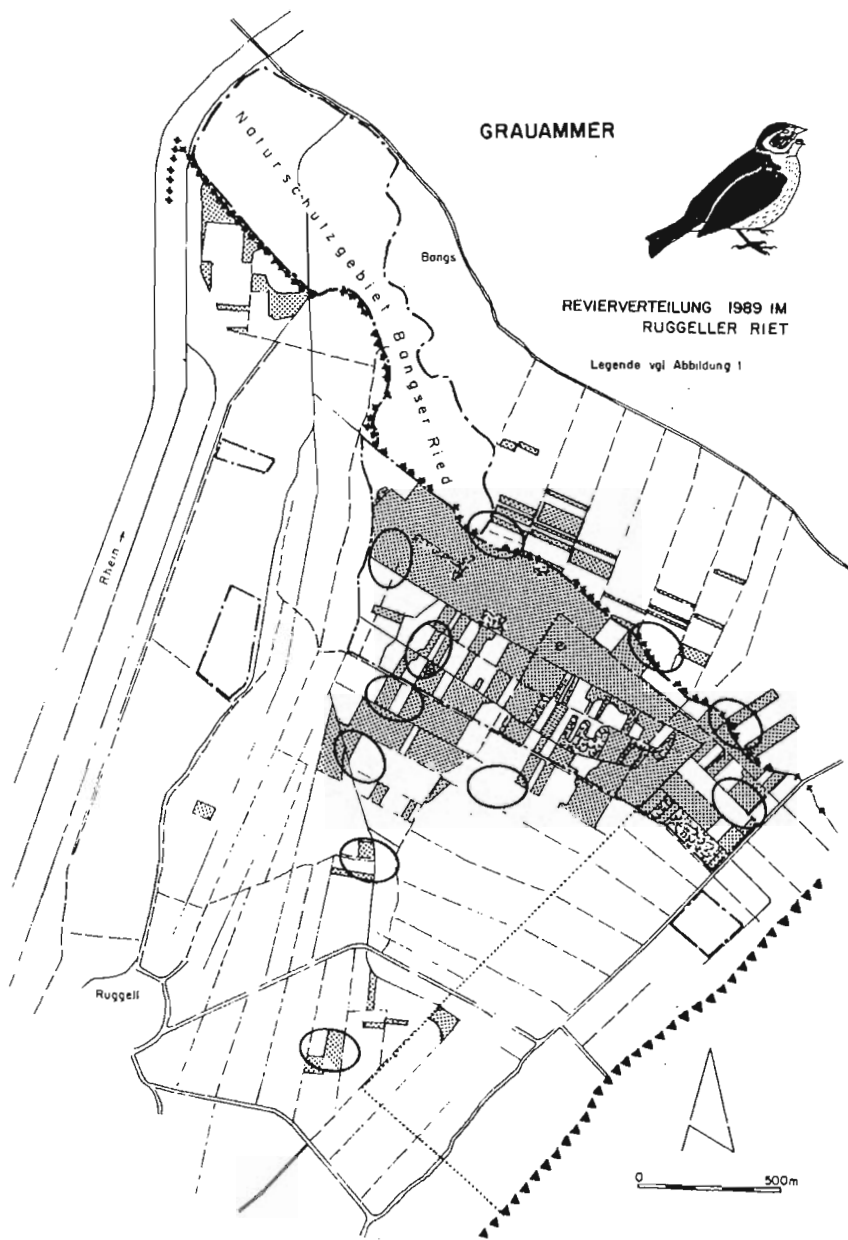 GRAUAMMER
Naturschutzgebiet Bangser Ried
Bangs
REVIERVERTEILUNG 1989 IM
RUGGELLER RIET
Legende vgl Abbildung 1
Rhein
Ruggell
0 500m